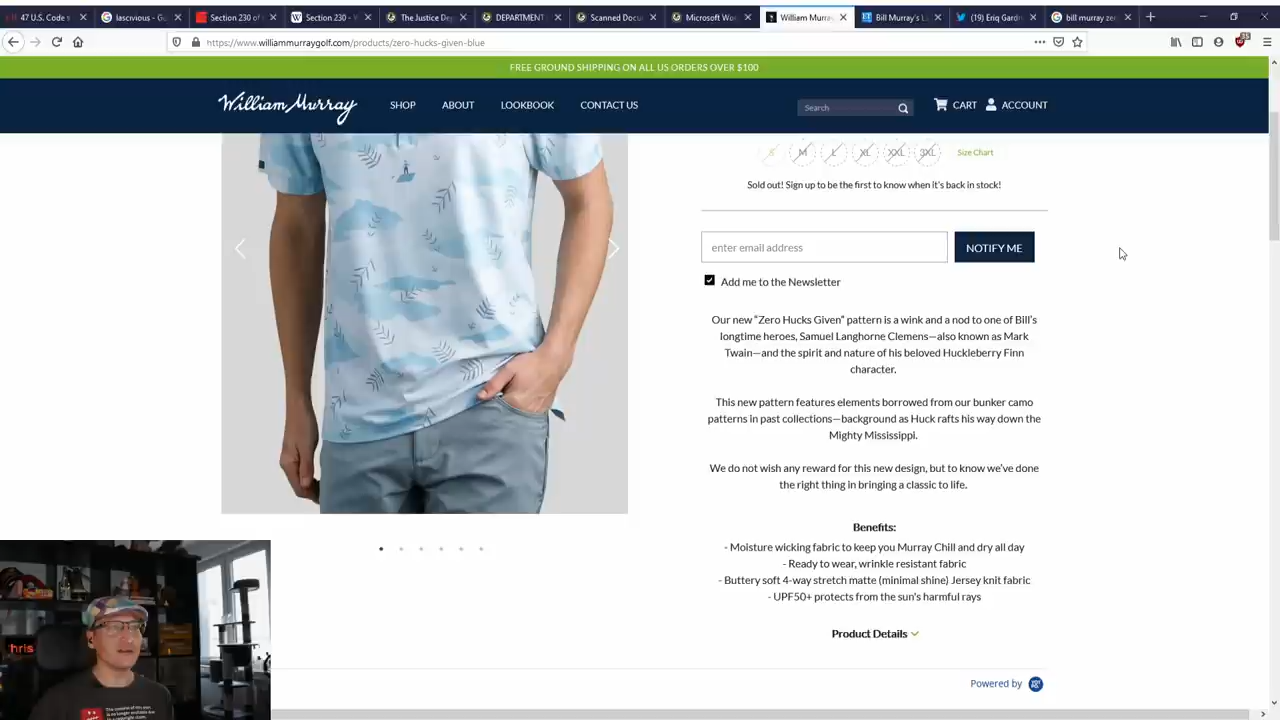 47 U.S. Code §
lascivious - G
Section 230 of
Section 230 - W
The Justice Dep
DEPARTMENT
Scanned Docu
Microsoft Wo
William Murra
Bill Murray's L
(19) Eriq Gardn
bill murray ze
https://www.williammurraygolf.com/products/zero-hucks-given-blue
FREE GROUND SHIPPING ON ALL US ORDERS OVER $100
William Murray
SHOP
ABOUT
LOOKBOOK
CONTACT US
Search
CART
ACCOUNT
S
M
L
XL
XXL
3XL
Size Chart
Sold out! Sign up to be the first to know when it's back in stock!
enter email address
NOTIFY ME
Add me to the Newsletter
Our new “Zero Hucks Given” pattern is a wink and a nod to one of Bill’s
longtime heroes, Samuel Langhorne Clemens—also known as Mark
Twain—and the spirit and nature of his beloved Huckleberry Finn
character.
This new pattern features elements borrowed from our bunker camo
patterns in past collections—background as Huck rafts his way down the
Mighty Mississippi.
We do not wish any reward for this new design, but to know we’ve done
the right thing in bringing a classic to life.
Benefits:
- Moisture wicking fabric to keep you Murray Chill and dry all day
- Ready to wear, wrinkle resistant fabric
- Buttery soft 4-way stretch matte (minimal shine) Jersey knit fabric
- UPF50+ protects from the sun's harmful rays
Product Details
Powered by
hris